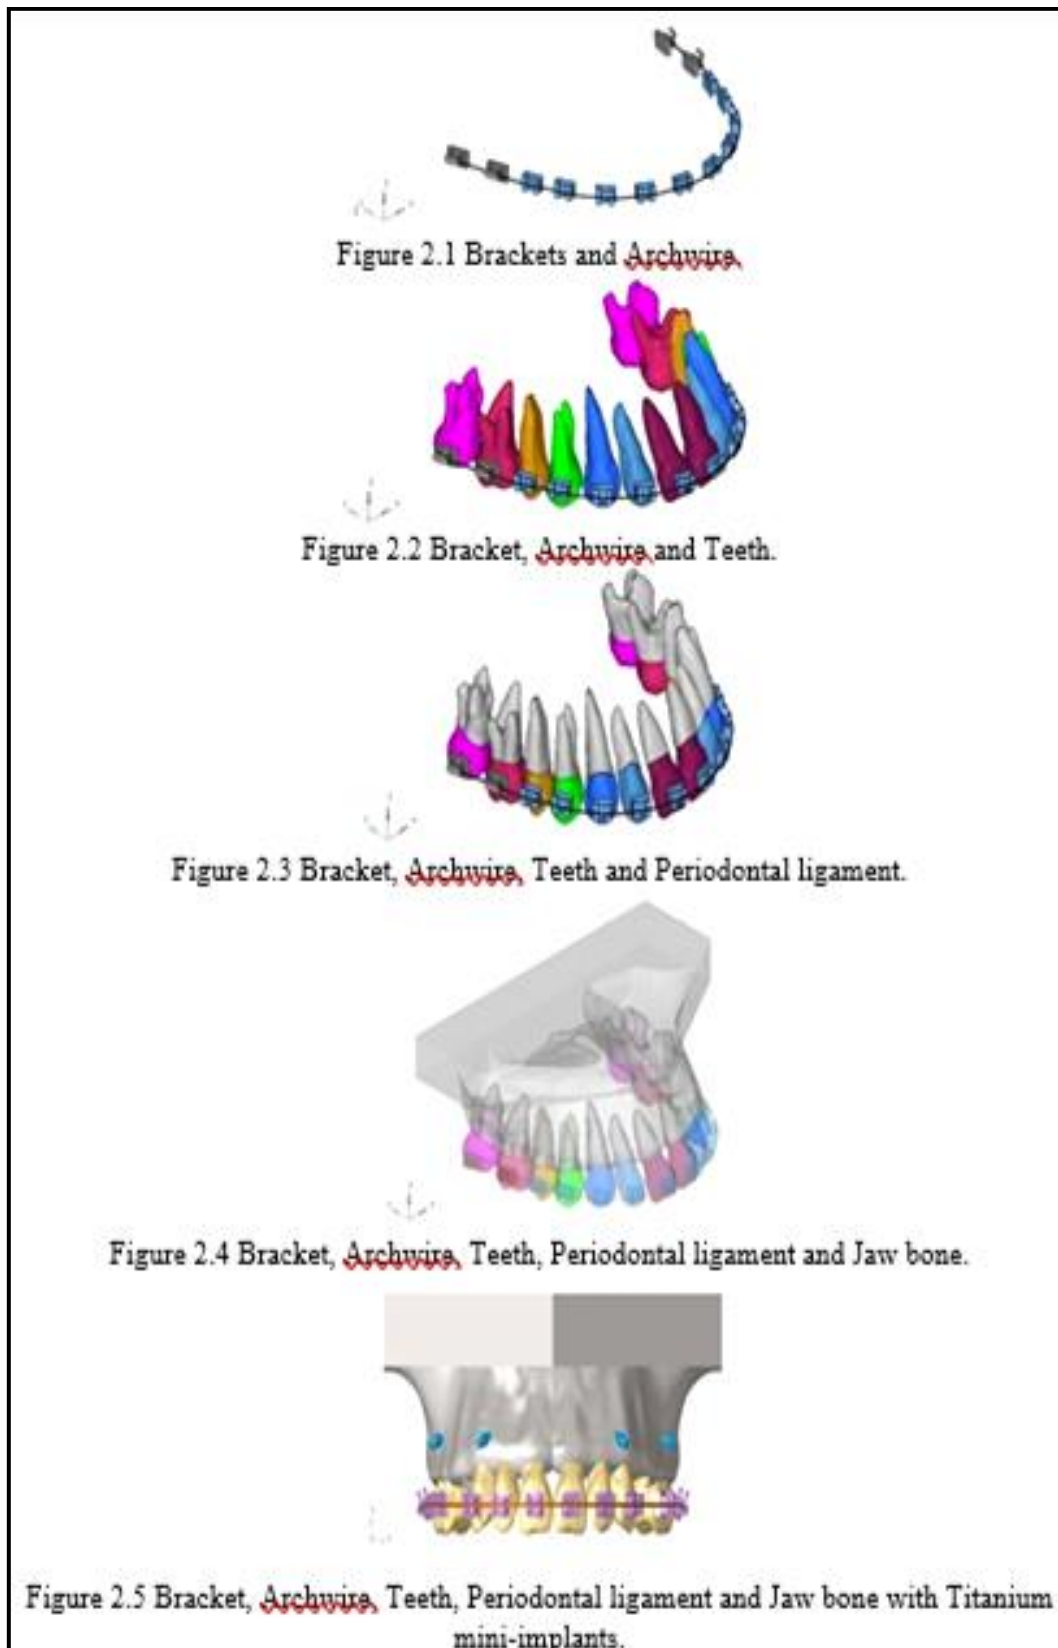 Figure 2.1 Brackets and Archwire.
Figure 2.2 Bracket, Archwire and Teeth.
Figure 2.3 Bracket, Archwire, Teeth and Periodontal ligament.
Figure 2.4 Bracket, Archwire, Teeth, Periodontal ligament and Jaw bone.
Figure 2.5 Bracket, Archwire, Teeth, Periodontal ligament and Jaw bone with Titanium
mini-implants.